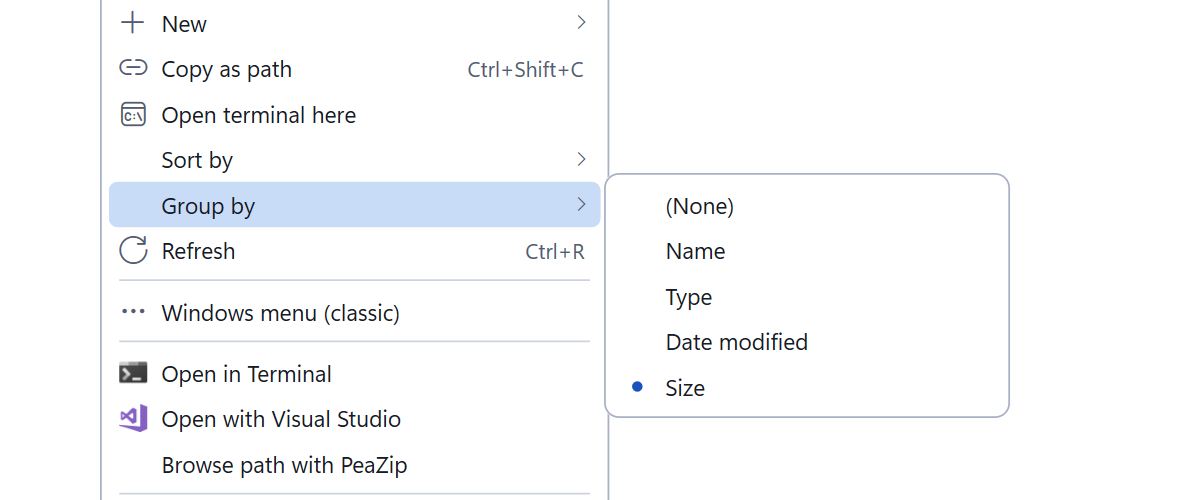 New
Copy as path Ctrl+Shift+C
Open terminal here
Sort by
Group by
Refresh Ctrl+R
Windows menu (classic)
Open in Terminal
Open with Visual Studio
Browse path with PeaZip
(None)
Name
Type
Date modified
Size